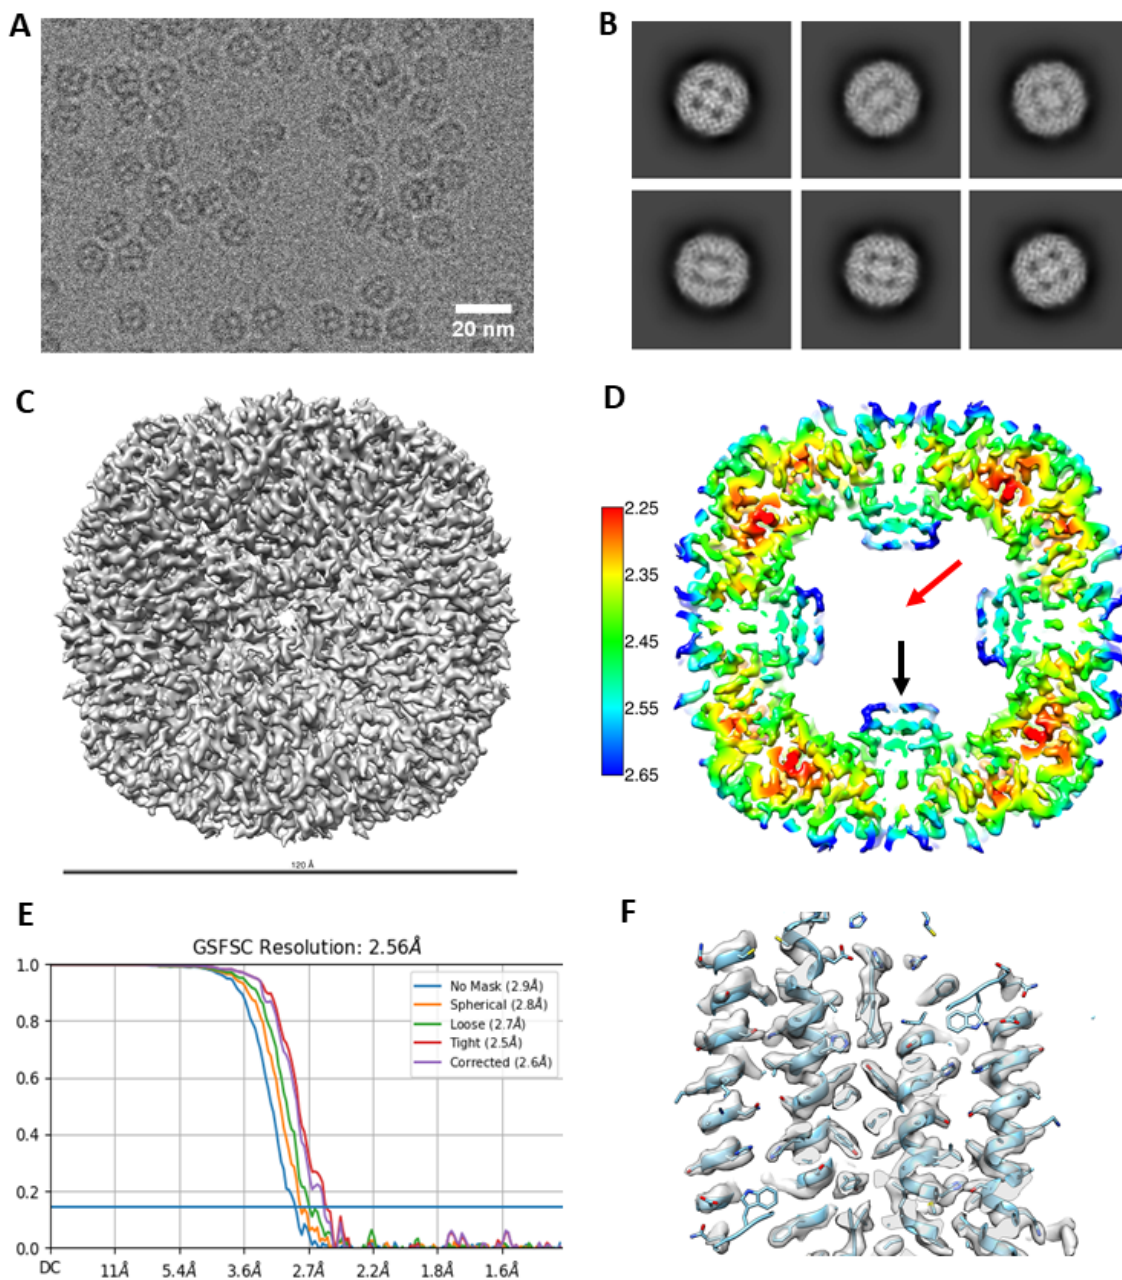 A
20 nm
B
C
120 Å
D
2.25
2.35
2.45
2.55
2.65
E
GSFSC Resolution: 2.56Å
1.0
0.8
0.6
0.4
0.2
0.0
No Mask (2.9Å)
Spherical (2.8Å)
Loose (2.7Å)
Tight (2.5Å)
Corrected (2.6Å)
DC 11Å 5.4Å 3.6Å 2.7Å 2.2Å 1.8Å 1.6Å
F